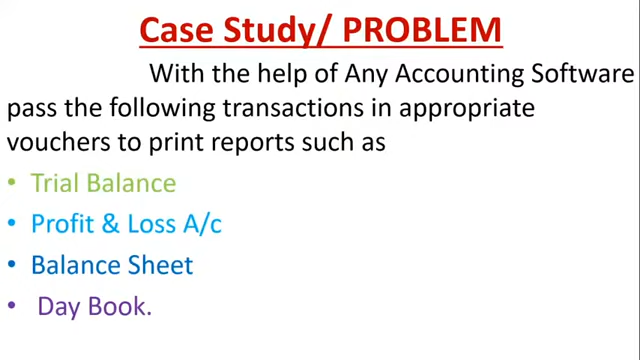 Case Study/ PROBLEM
With the help of Any Accounting Software
pass the following transactions in appropriate
vouchers to print reports such as
• Trial Balance
• Profit & Loss A/c
• Balance Sheet
• Day Book.